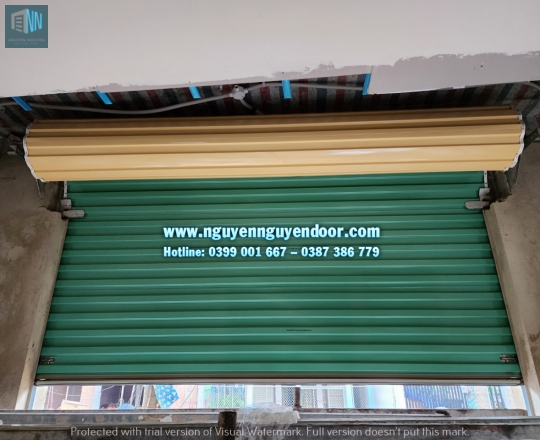 NN
www.nguyennguyendoor.com
Hotline: 0399 001 667 – 0387 386 779
Protected with trial version of Visual Watermark. Full version doesn't put this mark.